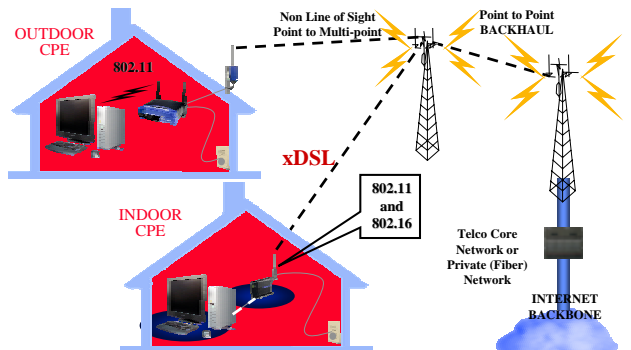 Non Line of Sight
Point to Multi-point
Point to Point
BACKHAUL
OUTDOOR
CPE
802.11
xDSL
802.11
and
802.16
INDOOR
CPE
Telco Core
Network or
Private (Fiber)
Network
INTERNET
BACKBONE